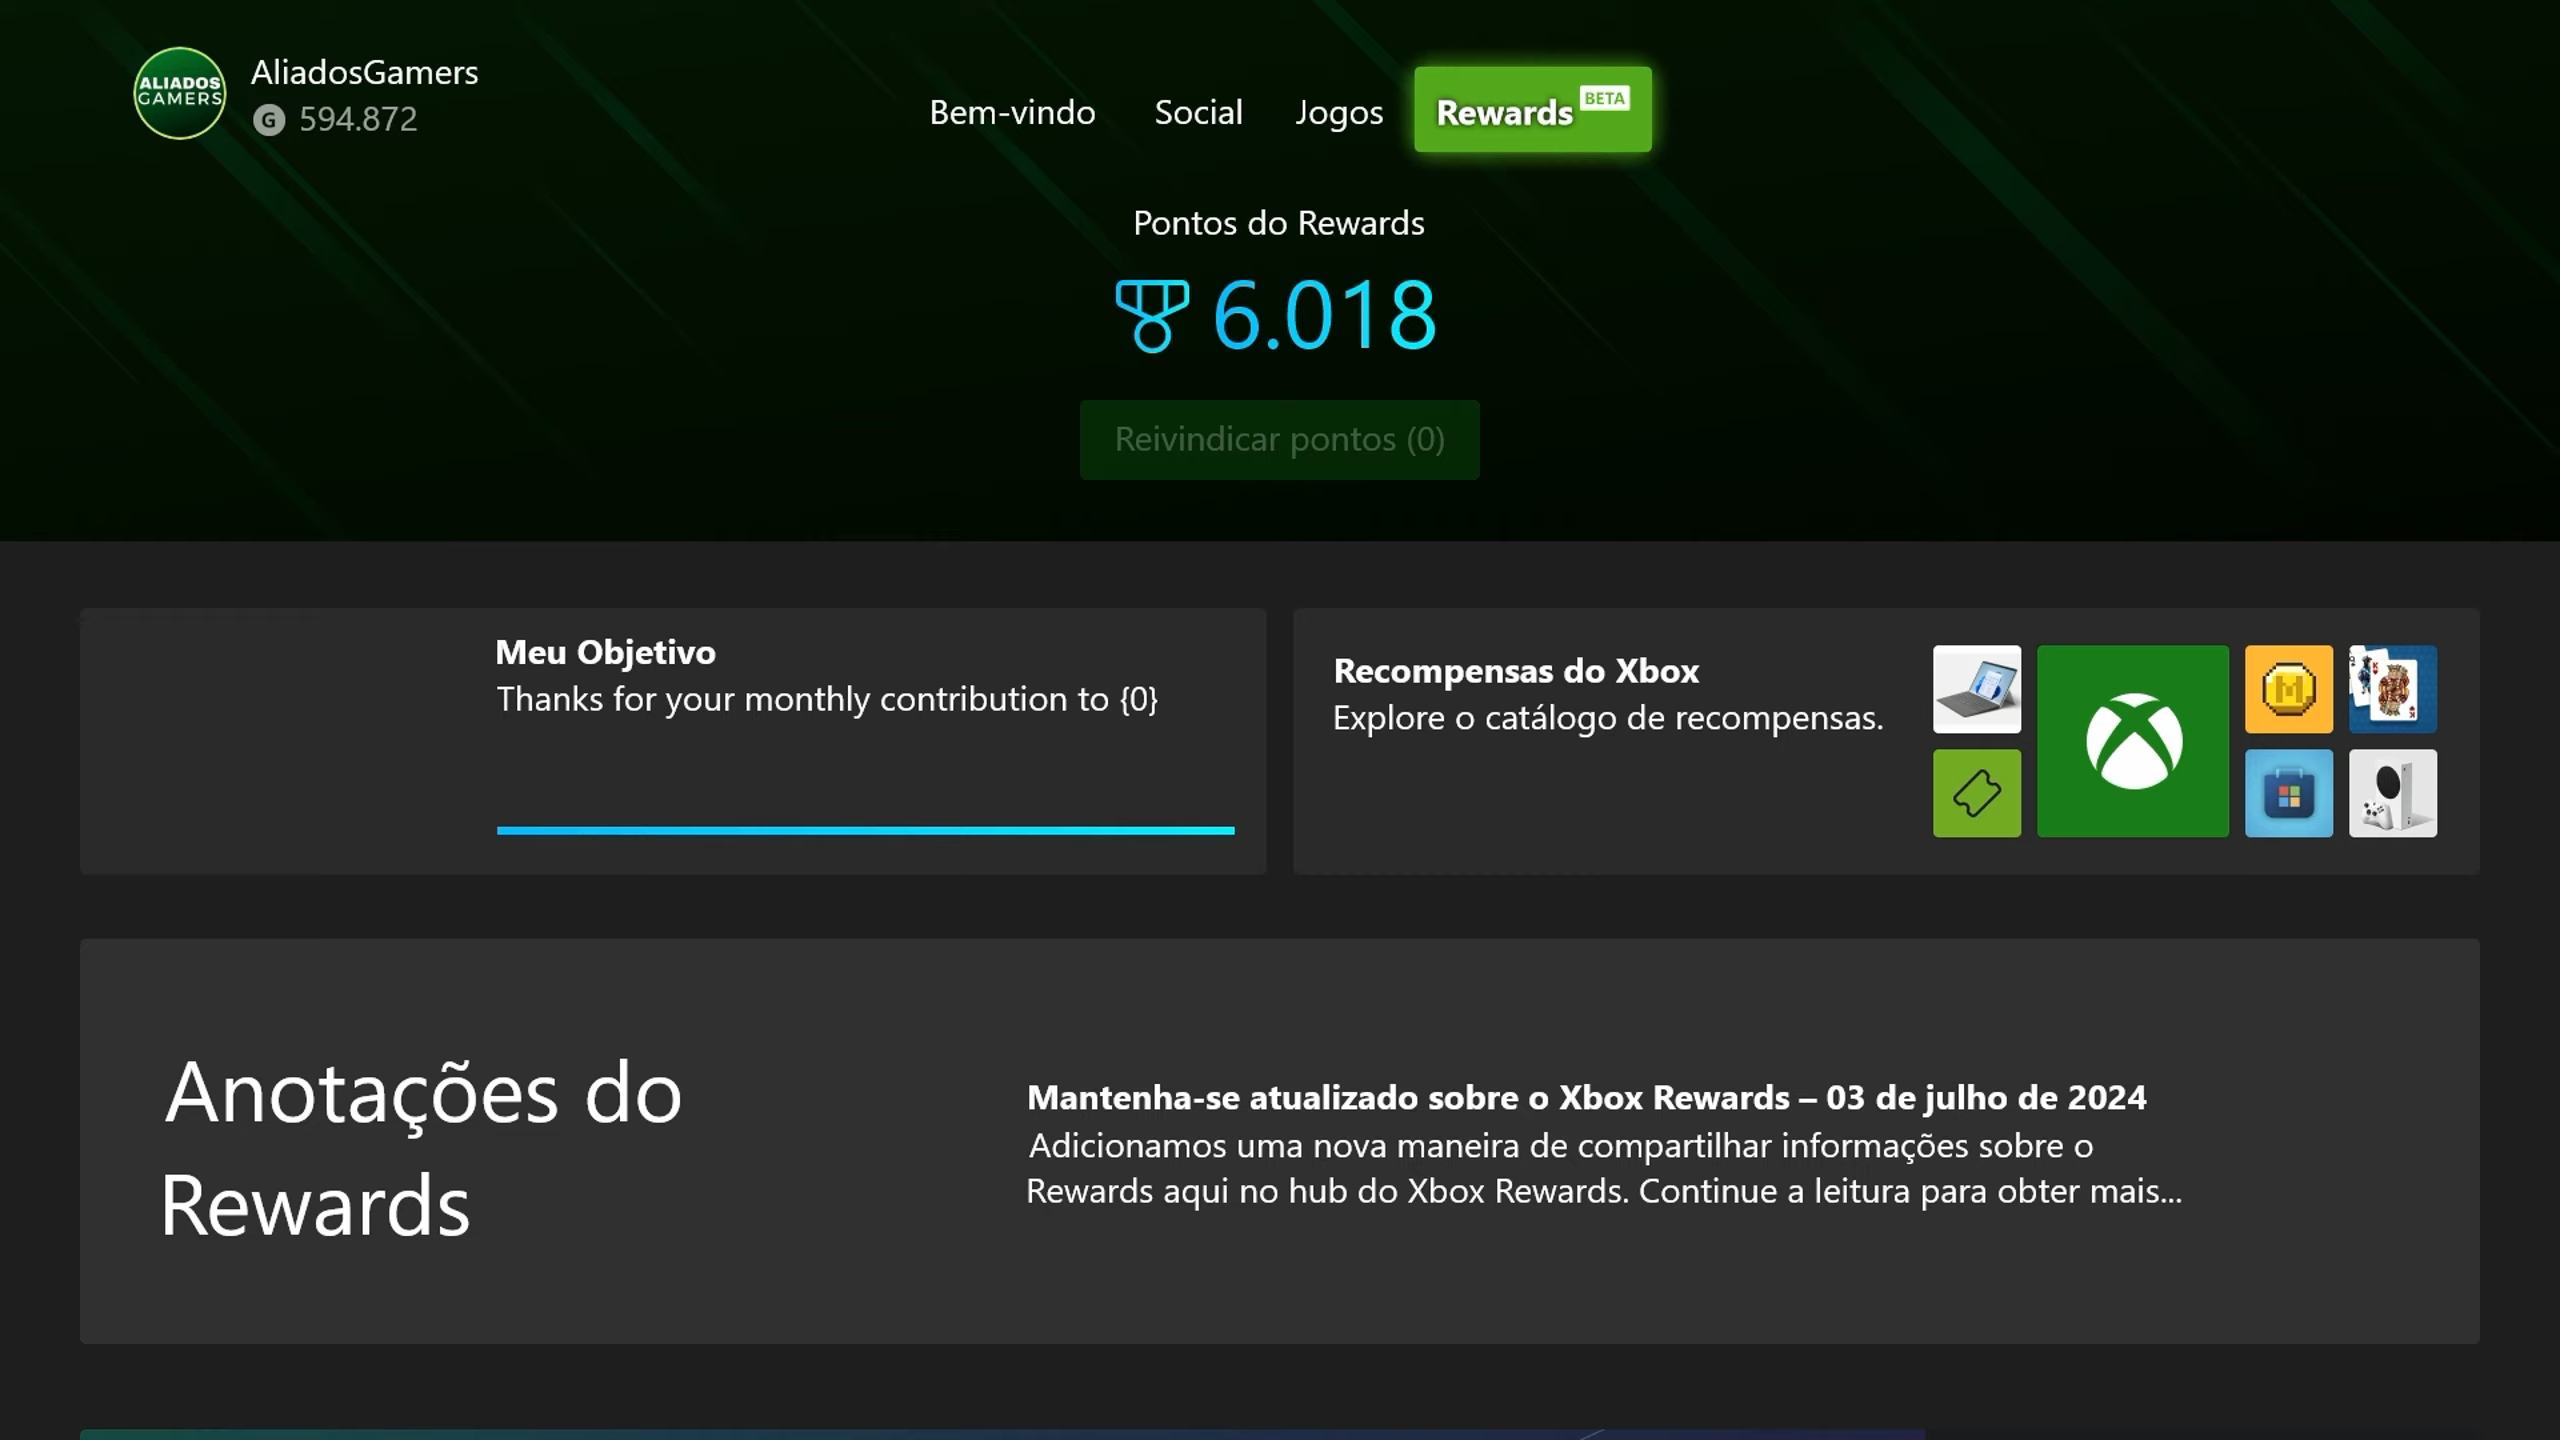 ALIADOS
GAMERS
AliadosGamers
G 594.872
Bem-vindo Social Jogos Rewards BETA
Pontos do Rewards
6.018
Reivindicar pontos (0)
Meu Objetivo
Thanks for your monthly contribution to {0}
Recompensas do Xbox
Explore o catálogo de recompensas.
M
K
K
Anotações do
Rewards
Mantenha-se atualizado sobre o Xbox Rewards – 03 de julho de 2024
Adicionamos uma nova maneira de compartilhar informações sobre o
Rewards aqui no hub do Xbox Rewards. Continue a leitura para obter mais...